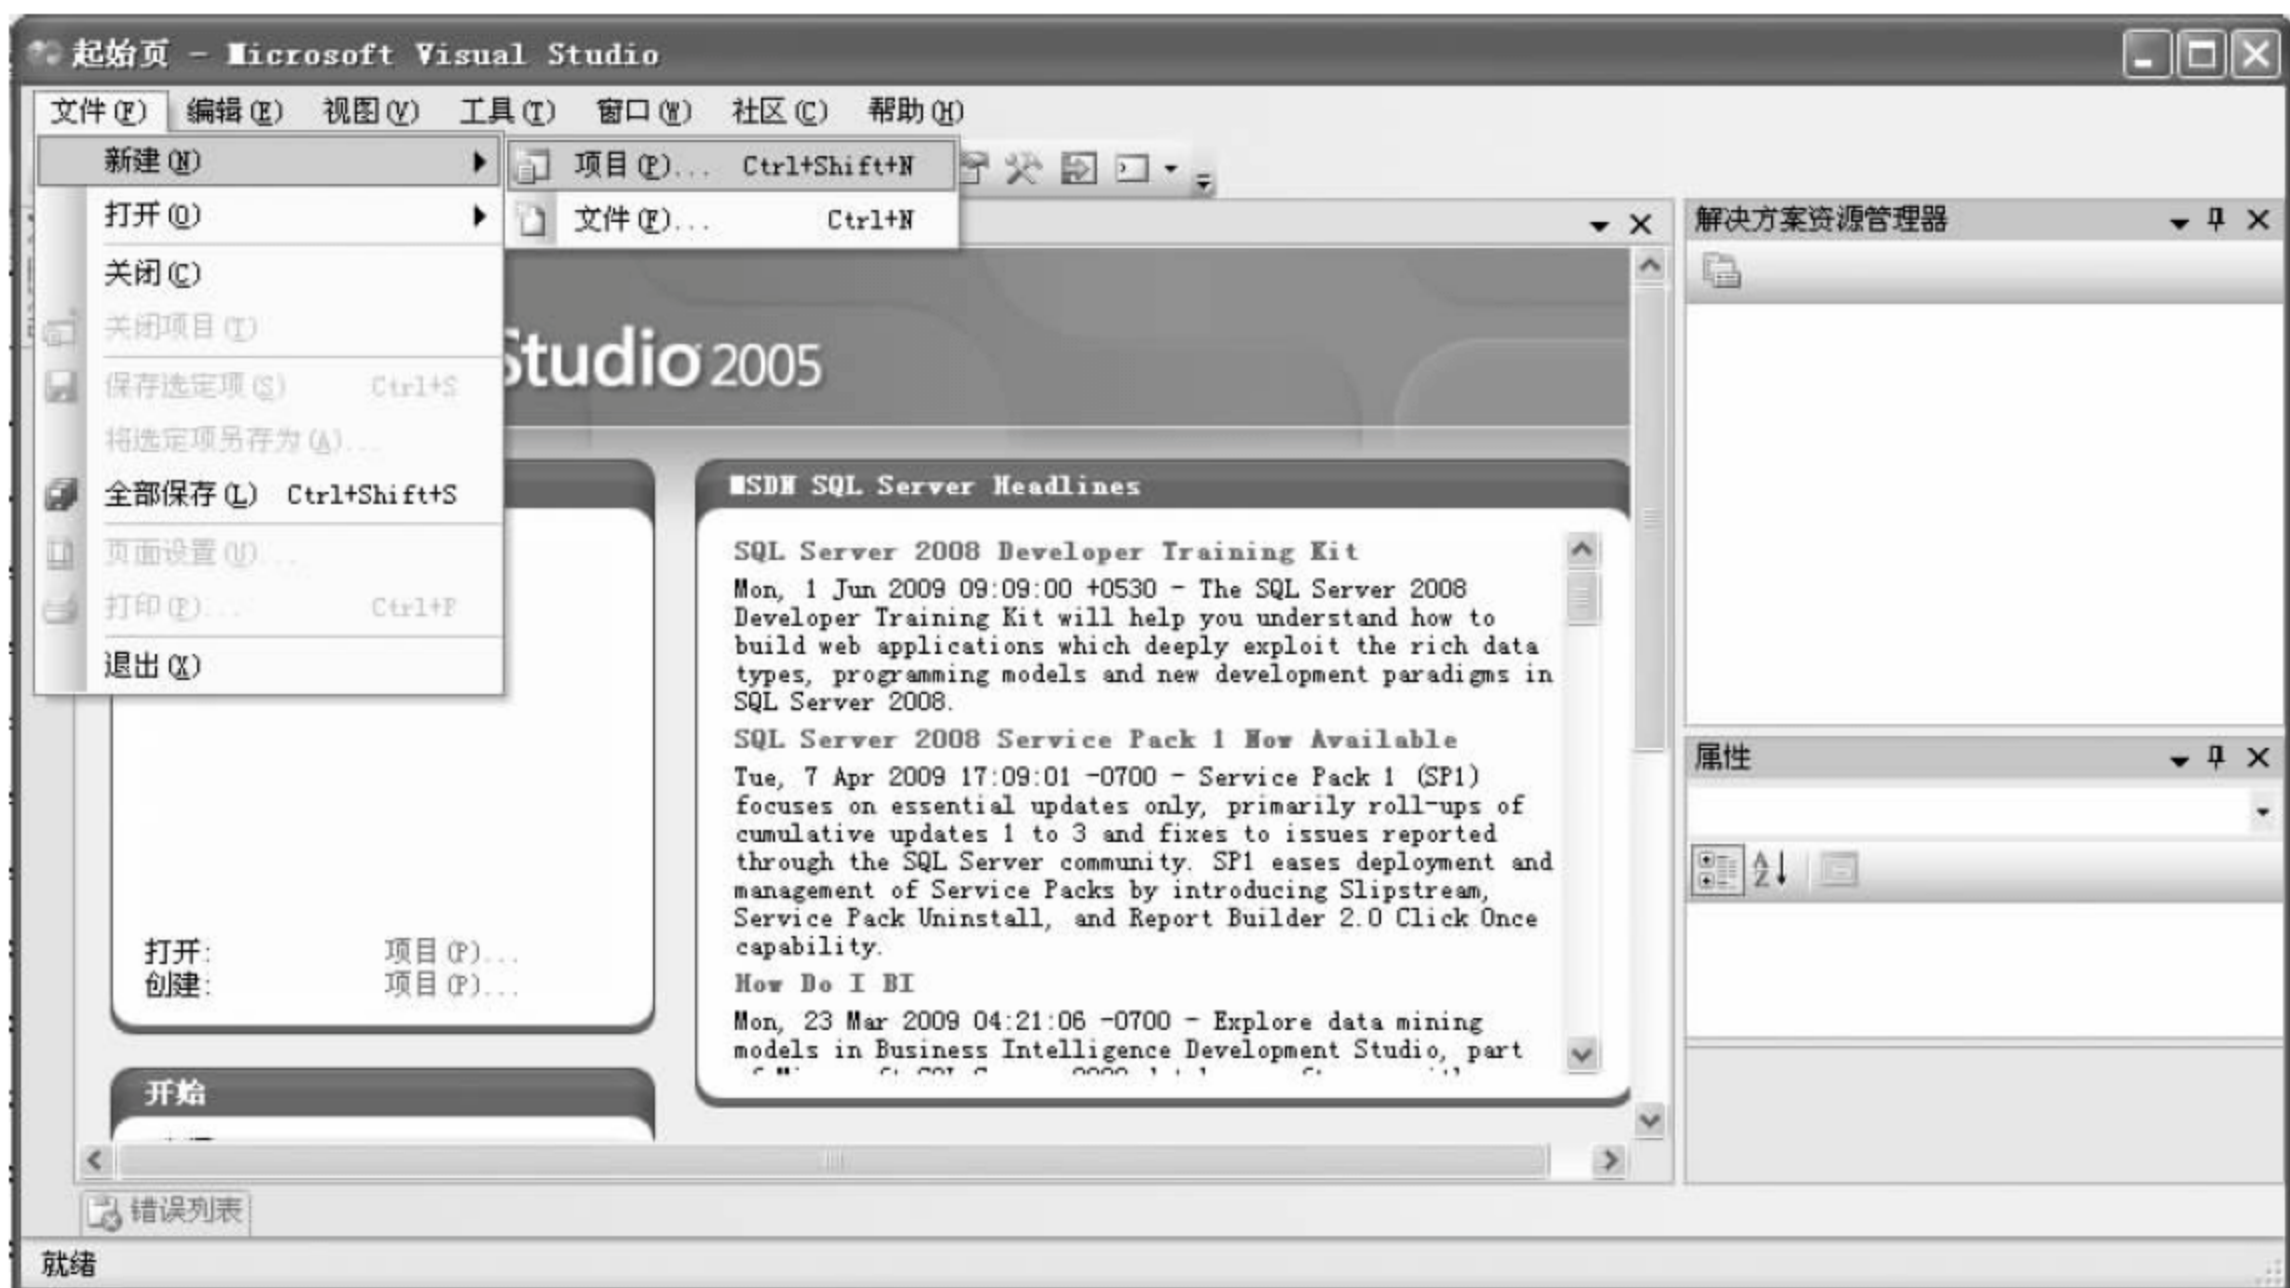 起始页 - Microsoft Visual Studio
文件(F) 编辑(E) 视图(V) 工具(T) 窗口(W) 社区(C) 帮助(H)
新建(N)
项目(P)... Ctrl+Shift+N
文件(F)... Ctrl+N
打开(O)
关闭(C)
关闭项目(T)
保存选定项(S) Ctrl+S
将选定项另存为(A)...
全部保存(L) Ctrl+Shift+S
页面设置(U)...
打印(P)... Ctrl+P
退出(X)
Studio 2005
打开: 项目(P)...
创建: 项目(P)...
开始
MSDN SQL Server Headlines
SQL Server 2008 Developer Training Kit
Mon, 1 Jun 2009 09:09:00 +0530 - The SQL Server 2008
Developer Training Kit will help you understand how to
build web applications which deeply exploit the rich data
types, programming models and new development paradigms in
SQL Server 2008.
SQL Server 2008 Service Pack 1 Now Available
Tue, 7 Apr 2009 17:09:01 -0700 - Service Pack 1 (SP1)
focuses on essential updates only, primarily roll-ups of
cumulative updates 1 to 3 and fixes to issues reported
through the SQL Server community. SP1 eases deployment and
management of Service Packs by introducing Slipstream,
Service Pack Uninstall, and Report Builder 2.0 Click Once
capability.
How Do I BI
Mon, 23 Mar 2009 04:21:06 -0700 - Explore data mining
models in Business Intelligence Development Studio, part
解决方案资源管理器
属性
错误列表
就绪